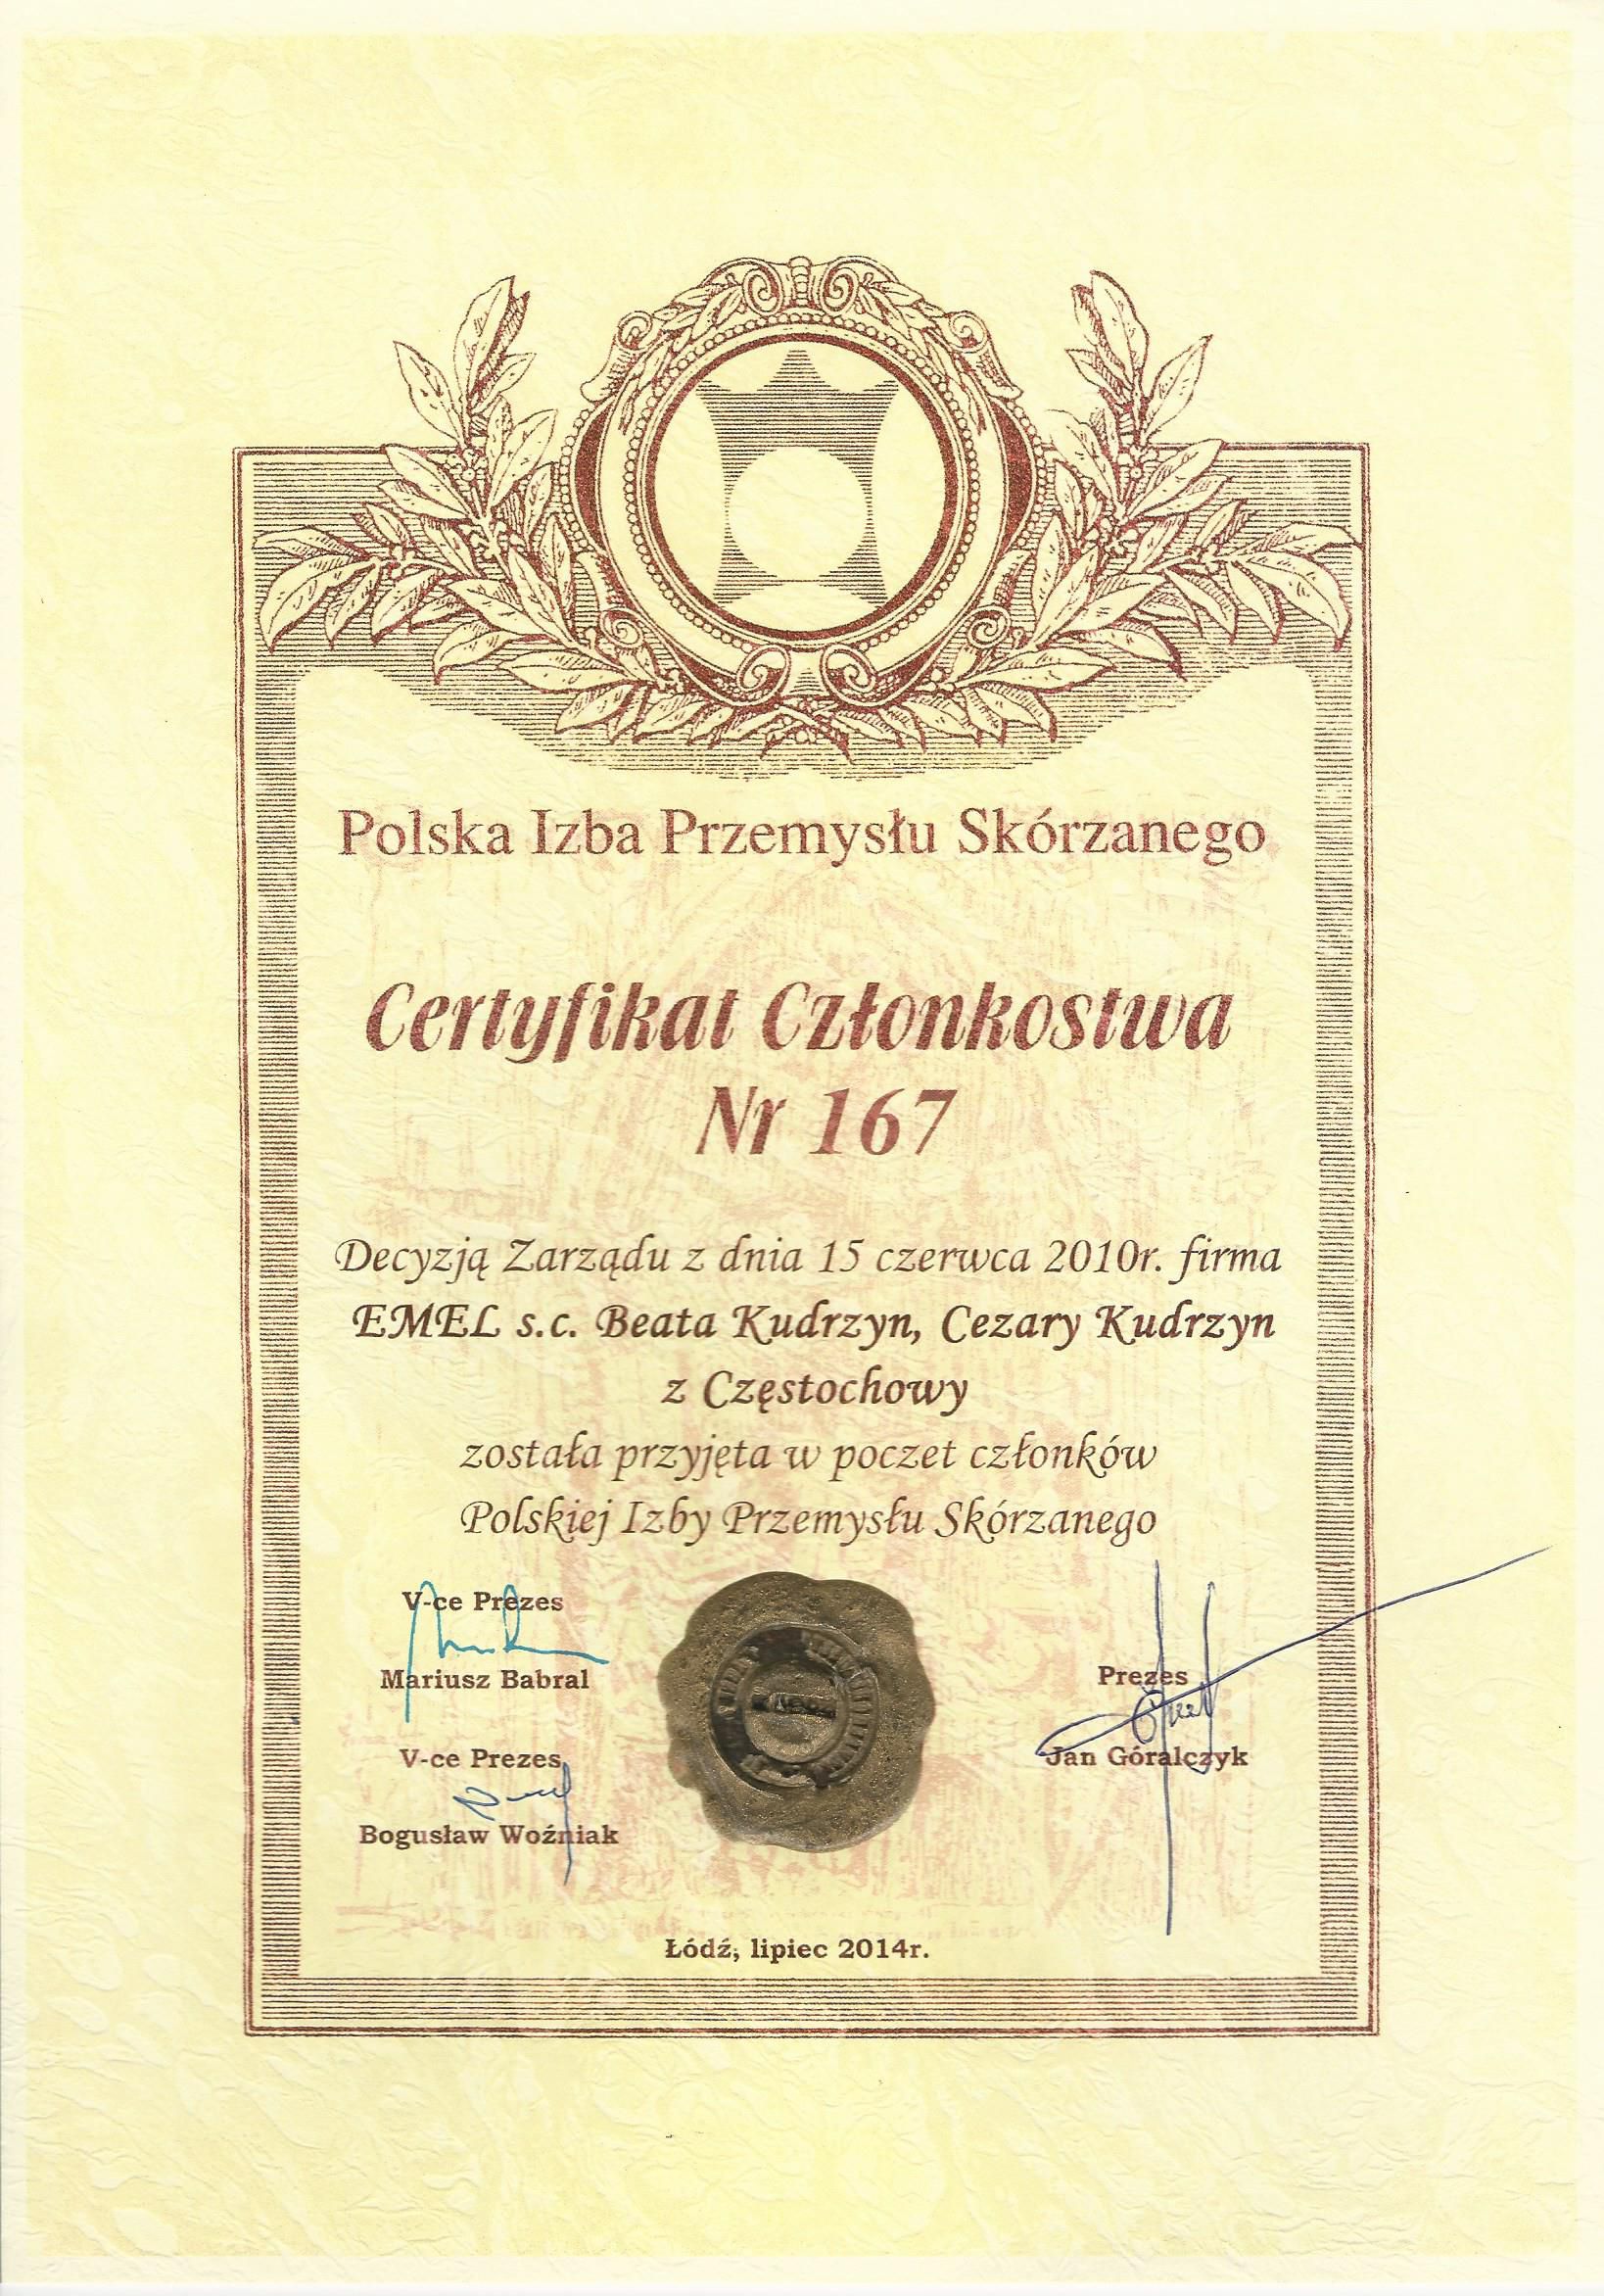 Polska Izba Przemysłu Skórzanego
Certyfikat Członkostwa
Nr 167
Decyzją Zarządu z dnia 15 czerwca 2010r. firma
EMEL s.c. Beata Kudrzyn, Cezary Kudrzyn
z Częstochowy
została przyjęta w poczet członków
Polskiej Izby Przemysłu Skórzanego
V-ce Prezes
Mariusz Babral
V-ce Prezes
Bogusław Woźniak
Prezes
Jan Góralczyk
Łódź, lipiec 2014r.